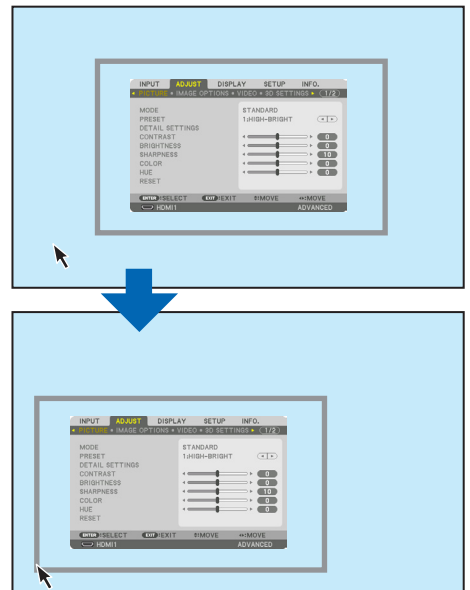 INPUT ADJUST DISPLAY SETUP INFO.
PICTURE • IMAGE OPTIONS • VIDEO • 3D SETTINGS 1/2
MODE STANDARD
PRESET 1:HIGH-BRIGHT
DETAIL SETTINGS
CONTRAST 0
BRIGHTNESS 0
SHARPNESS 10
COLOR 0
HUE 0
RESET
ENTER:SELECT EXIT:EXIT :MOVE :MOVE
HDMI1 ADVANCED
INPUT ADJUST DISPLAY SETUP INFO.
PICTURE • IMAGE OPTIONS • VIDEO • 3D SETTINGS 1/2
MODE STANDARD
PRESET 1:HIGH-BRIGHT
DETAIL SETTINGS
CONTRAST 0
BRIGHTNESS 0
SHARPNESS 10
COLOR 0
HUE 0
RESET
ENTER:SELECT EXIT:EXIT :MOVE :MOVE
HDMI1 ADVANCED